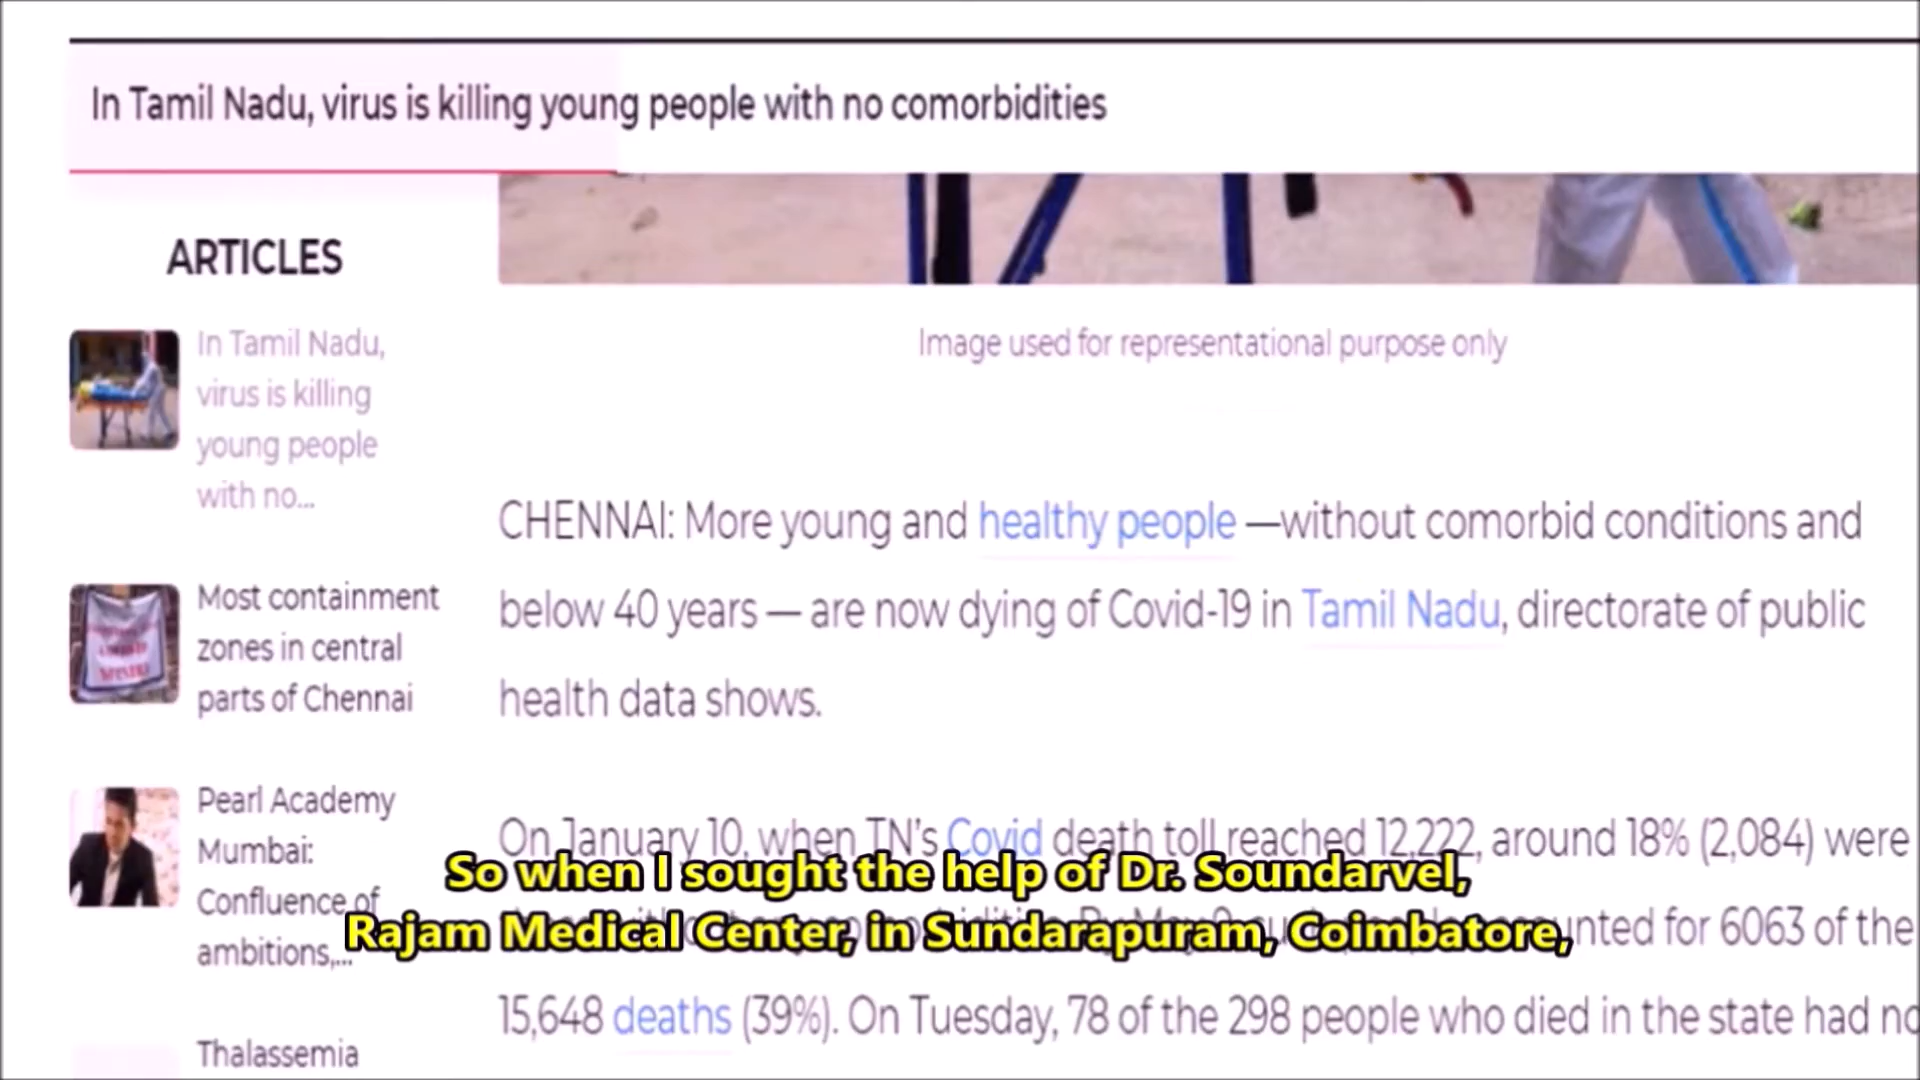 In Tamil Nadu, virus is killing young people with no comorbidities
ARTICLES
In Tamil Nadu,
virus is killing
young people
with no...
Most containment
zones in central
parts of Chennai
Pearl Academy
Mumbai:
Confluence of
ambitions,...
Thalassemia
Image used for representational purpose only
CHENNAI: More young and healthy people —without comorbid conditions and
below 40 years — are now dying of Covid-19 in Tamil Nadu, directorate of public
health data shows.
On January 10, when TN's Covid death toll reached 12,222, around 18% (2,084) were
for 6063 of the
15,648 deaths (39%). On Tuesday, 78 of the 298 people who died in the state had no
So when I sought the help of Dr. Soundarvel,
Rajam Medical Center, in Sundarapuram, Coimbatore,